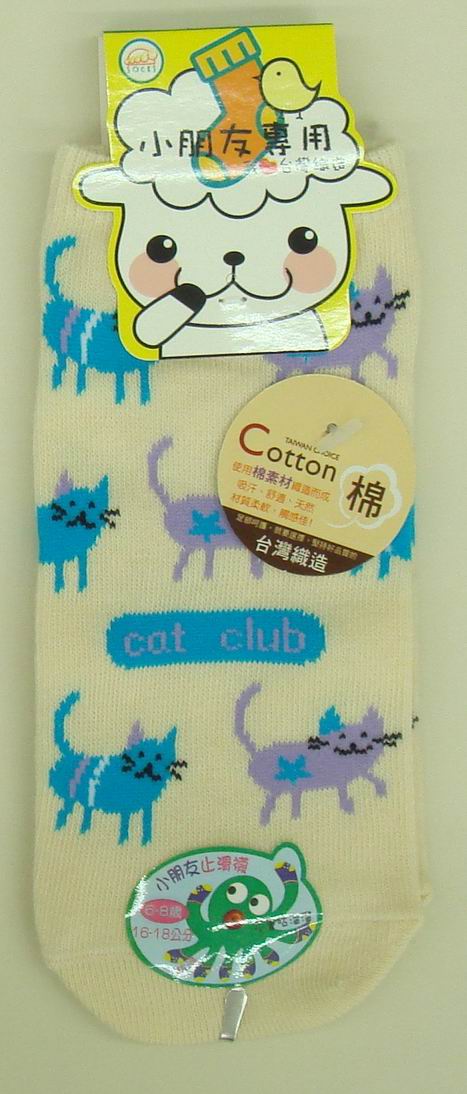 SOCKS
小朋友專用
台灣織造
TAIWAN CHOICE
Cotton
棉
使用棉素材織造而成
吸汗、舒適、天然
材質柔軟,觸感佳!
台灣織造
cat club
小朋友止滑襪
6-8歲
16-18公分